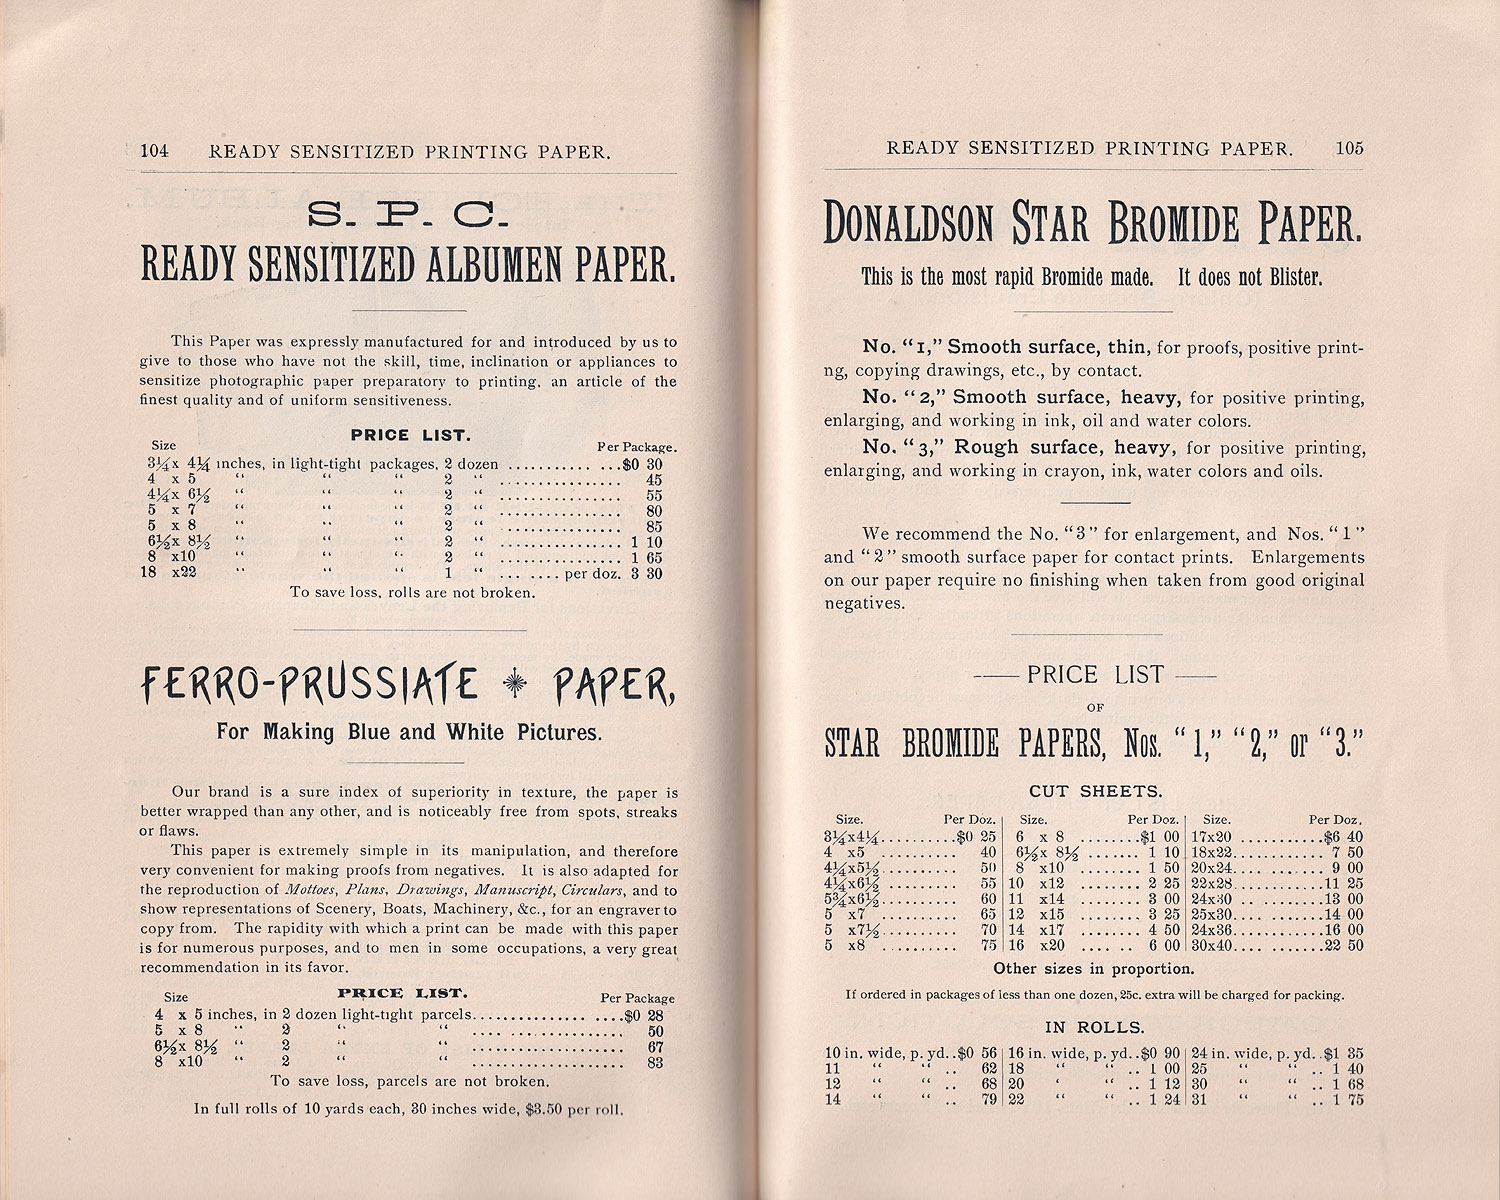 104 READY SENSITIZED PRINTING PAPER.
S. P. C.
READY SENSITIZED ALBUMEN PAPER.
This Paper was expressly manufactured for and introduced by us to
give to those who have not the skill, time, inclination or appliances to
sensitize photographic paper preparatory to printing, an article of the
finest quality and of uniform sensitiveness.
PRICE LIST.
Size Per Package.
3¼x 4¼ inches, in light-tight packages, 2 dozen ........... ...$0 30
4 x 5 “ “ “ 2 “ ................ 45
4¼x 6½ “ “ “ 2 “ ................ 55
5 x 7 “ “ “ 2 “ ................ 80
5 x 8 “ “ “ 2 “ ................ 85
6½x 8½ “ “ “ 2 “ ................ 1 10
8 x10 “ “ “ 2 “ ................ 1 65
18 x22 “ “ “ 1 “ ... .... per doz. 3 30
To save loss, rolls are not broken.
FERRO-PRUSSIATE PAPER,
For Making Blue and White Pictures.
Our brand is a sure index of superiority in texture, the paper is
better wrapped than any other, and is noticeably free from spots, streaks
or flaws.
This paper is extremely simple in its manipulation, and therefore
very convenient for making proofs from negatives. It is also adapted for
the reproduction of Mottoes, Plans, Drawings, Manuscript, Circulars, and to
show representations of Scenery, Boats, Machinery, &c., for an engraver to
copy from. The rapidity with which a print can be made with this paper
is for numerous purposes, and to men in some occupations, a very great
recommendation in its favor.
PRICE LIST.
Size Per Package
4 x 5 inches, in 2 dozen light-tight parcels............... ....$0 28
5 x 8 “ 2 “ “ .................... 50
6½x 8½ “ 2 “ “ .................... 67
8 x10 “ 2 “ “ .................... 83
To save loss, parcels are not broken.
In full rolls of 10 yards each, 30 inches wide, $3.50 per roll.
READY SENSITIZED PRINTING PAPER. 105
DONALDSON STAR BROMIDE PAPER.
This is the most rapid Bromide made. It does not Blister.
No. “1,” Smooth surface, thin, for proofs, positive print-
ng, copying drawings, etc., by contact.
No. “2,” Smooth surface, heavy, for positive printing,
enlarging, and working in ink, oil and water colors.
No. “3,” Rough surface, heavy, for positive printing,
enlarging, and working in crayon, ink, water colors and oils.
We recommend the No. “3” for enlargement, and Nos. “1”
and “2” smooth surface paper for contact prints. Enlargements
on our paper require no finishing when taken from good original
negatives.
PRICE LIST
OF
STAR BROMIDE PAPERS, Nos. “1,” “2,” or “3.”
CUT SHEETS.
Size. Per Doz. Size. Per Doz. Size. Per Doz.
3¼x4¼..........$0 25 6 x 8 ........$1 00 17x20 ...........$6 40
4 x5 .......... 40 6½x 8½ ....... 1 10 18x22............ 7 50
4¼x5½.......... 50 8 x10 ........ 1 50 20x24............ 9 00
4¼x6½ .......... 55 10 x12 ........ 2 25 22x28............11 25
5¾x6½.......... 60 11 x14 ........ 3 00 24x30 ...........13 00
5 x7 .......... 65 12 x15 ........ 3 25 25x30............14 00
5 x7½.......... 70 14 x17 ........ 4 50 24x36............16 00
5 x8 .......... 75 16 x20 ..... .. 6 00 30x40............22 50
Other sizes in proportion.
If ordered in packages of less than one dozen, 25c. extra will be charged for packing.
IN ROLLS.
10 in. wide, p. yd..$0 56 16 in. wide, p. yd..$0 90 24 in. wide, p. yd..$1 35
11 “ “ .. 62 18 “ “ .. 1 00 25 “ “ .. 1 40
12 “ “ .. 68 20 ‘ “ .. 1 12 30 “ “ .. 1 68
14 “ “ .. 79 22 “ “ .. 1 24 31 “ “ .. 1 75